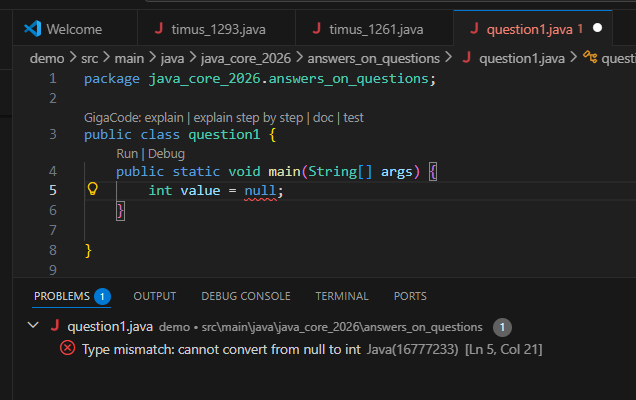 Welcome timus_1293.java timus_1261.java question1.java 1
demo > src > main > java > java_core_2026 > answers_on_questions > question1.java >
1 package java_core_2026.answers_on_questions;
2
GigaCode: explain | explain step by step | doc | test
3 public class question1 {
Run | Debug
4 public static void main(String[] args) {
5 int value = null;
6 }
7
8 }
9
PROBLEMS 1 OUTPUT DEBUG CONSOLE TERMINAL PORTS
question1.java demo • src\main\java\java_core_2026\answers_on_questions 1
Type mismatch: cannot convert from null to int Java(16777233) [Ln 5, Col 21]